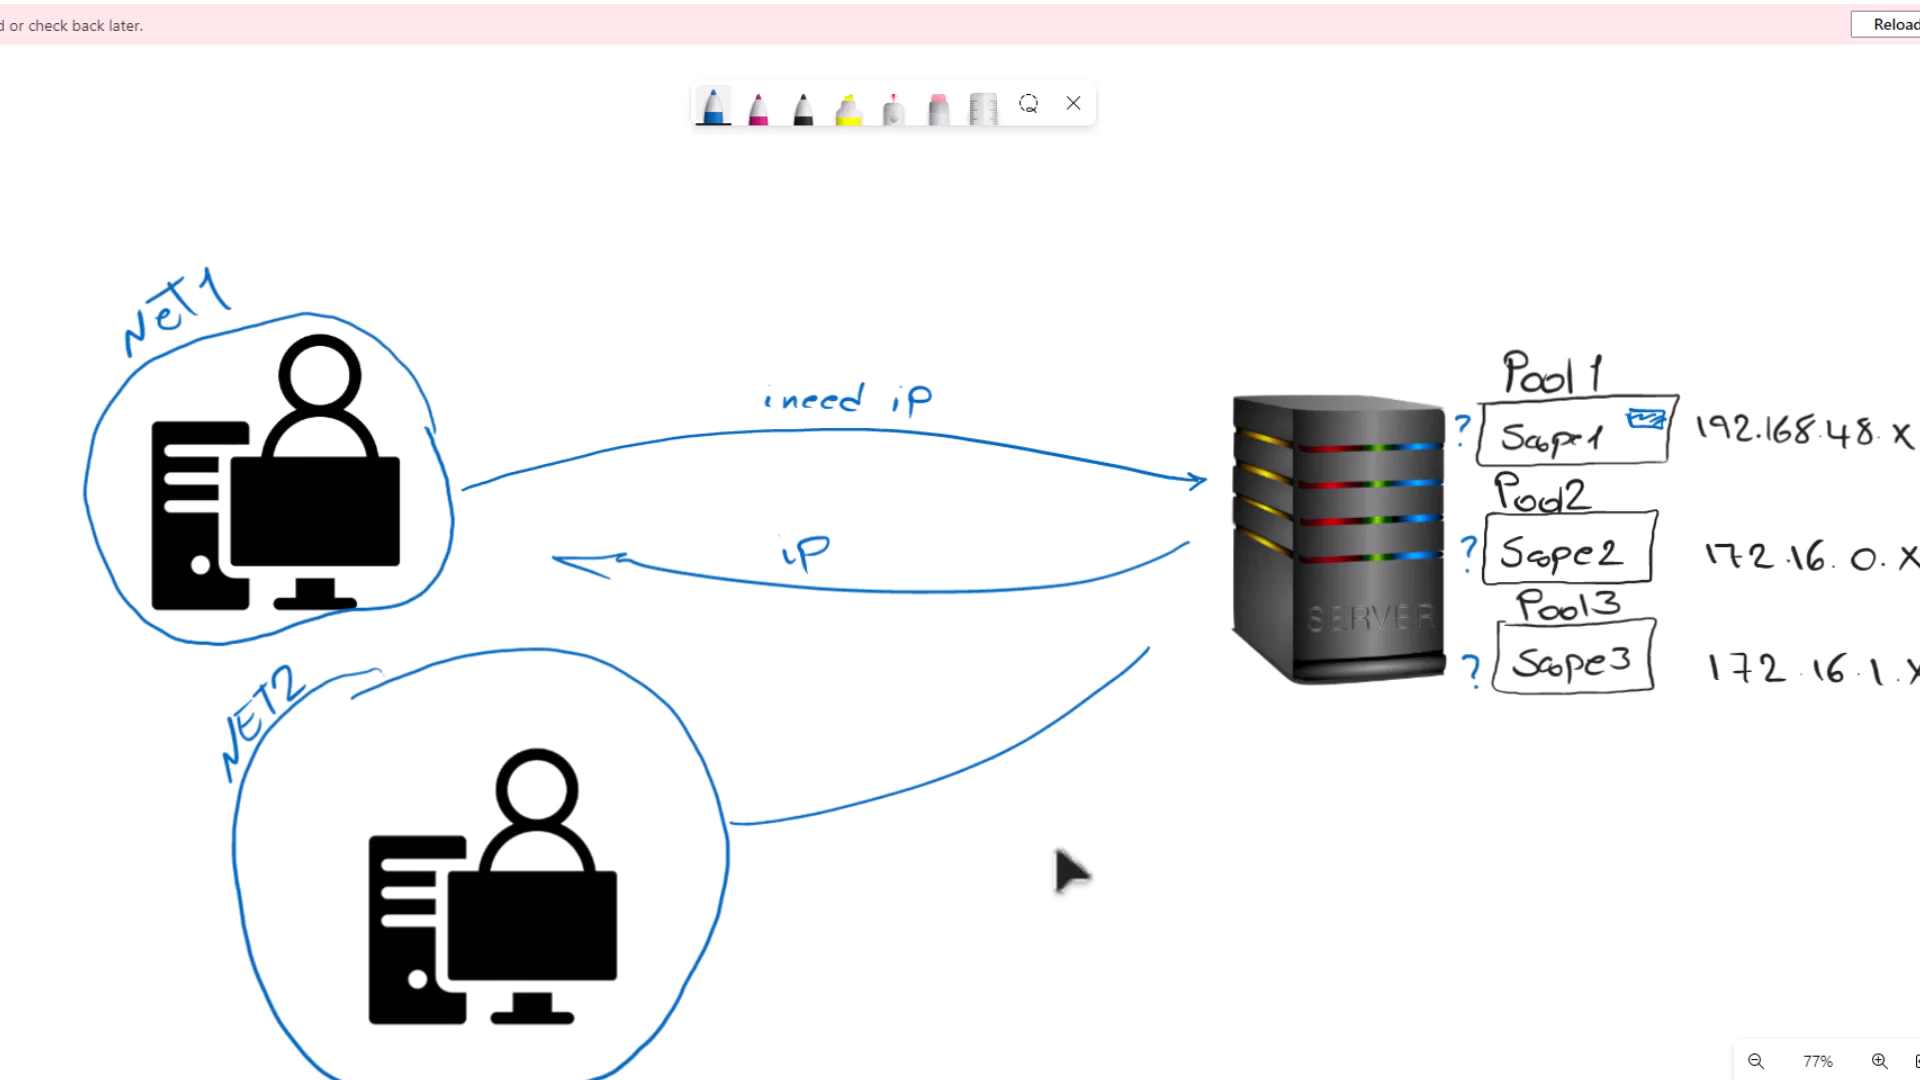 d or check back later.
Reload
NeT1
i need iP
iP
NET2
SERVER
Pool 1
? Scope1 192.168.48.x
Pool2
? Scope2 172.16.0.x
Pool3
? Scope3 172.16.1.x
77%